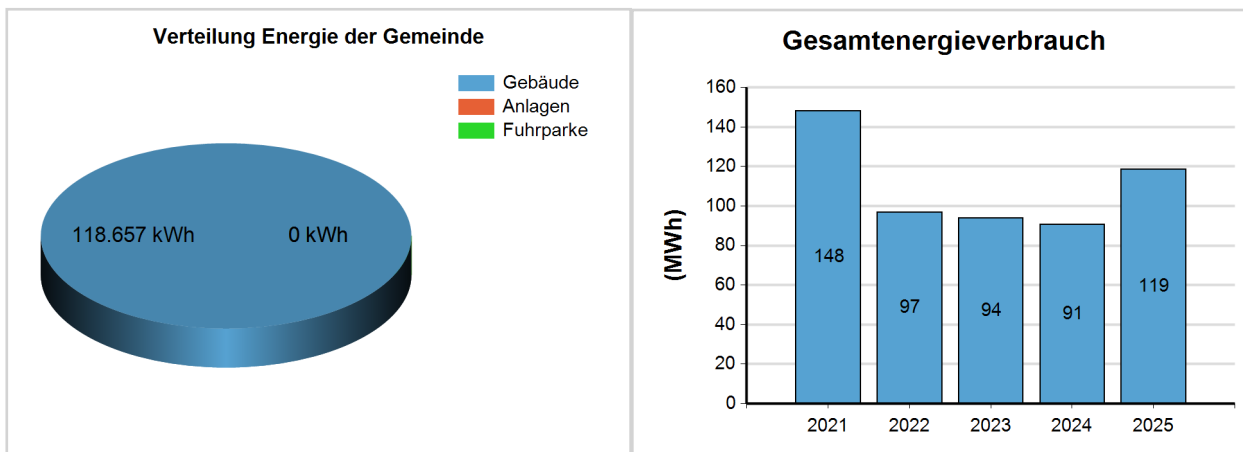 Verteilung Energie der Gemeinde
Gebäude
Anlagen
Fuhrparke
118.657 kWh
0 kWh
Gesamtenergieverbrauch
(MWh)
160
140
120
100
80
60
40
20
0
148
97
94
91
119
2021
2022
2023
2024
2025